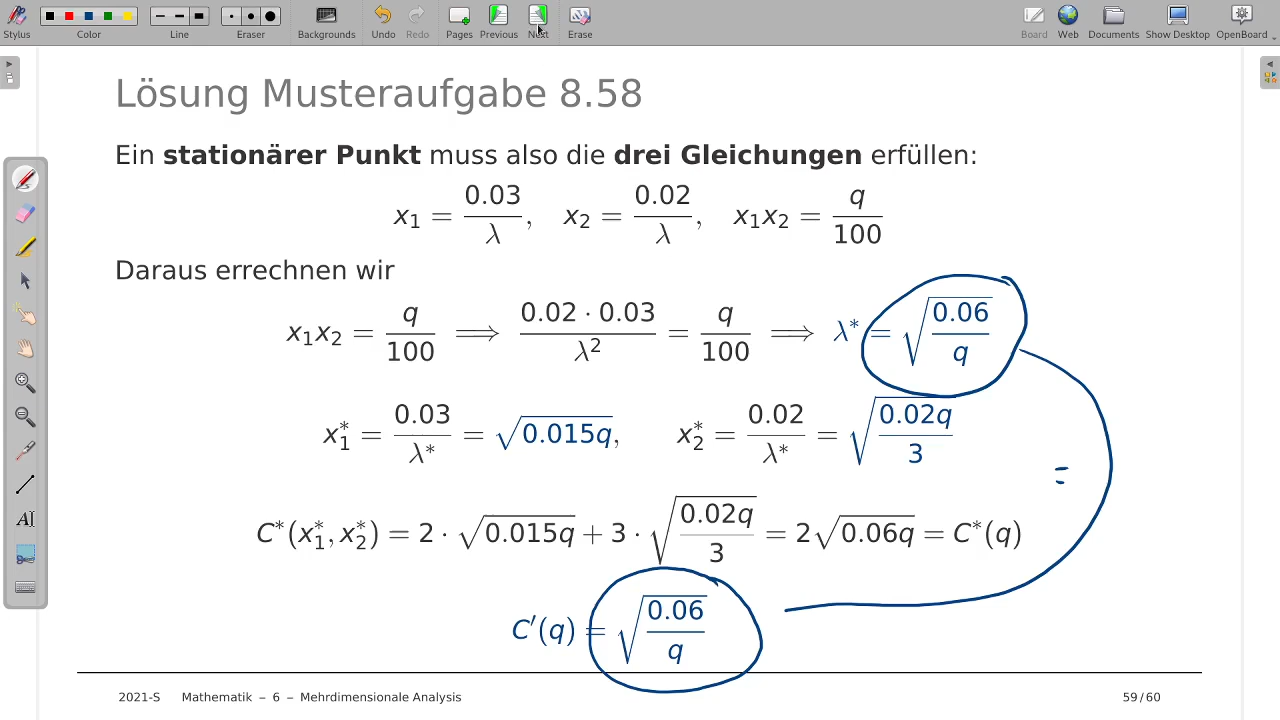 Stylus Color Line Eraser Backgrounds Undo Redo Pages Previous Next Erase Board Web Documents Show Desktop OpenBoard
Lösung Musteraufgabe 8.58
Ein stationärer Punkt muss also die drei Gleichungen erfüllen:
x₁ = 0.03/λ, x₂ = 0.02/λ, x₁x₂ = q/100
Daraus errechnen wir
x₁x₂ = q/100 ⟹ 0.02 · 0.03/λ² = q/100 ⟹ λ* = √(0.06/q)
x₁* = 0.03/λ* = √(0.015q), x₂* = 0.02/λ* = √(0.02q/3)
=
C*(x₁*, x₂*) = 2 · √(0.015q) + 3 · √(0.02q/3) = 2√(0.06q) = C*(q)
C′(q) = √(0.06/q)
2021-S Mathematik – 6 – Mehrdimensionale Analysis 59/60